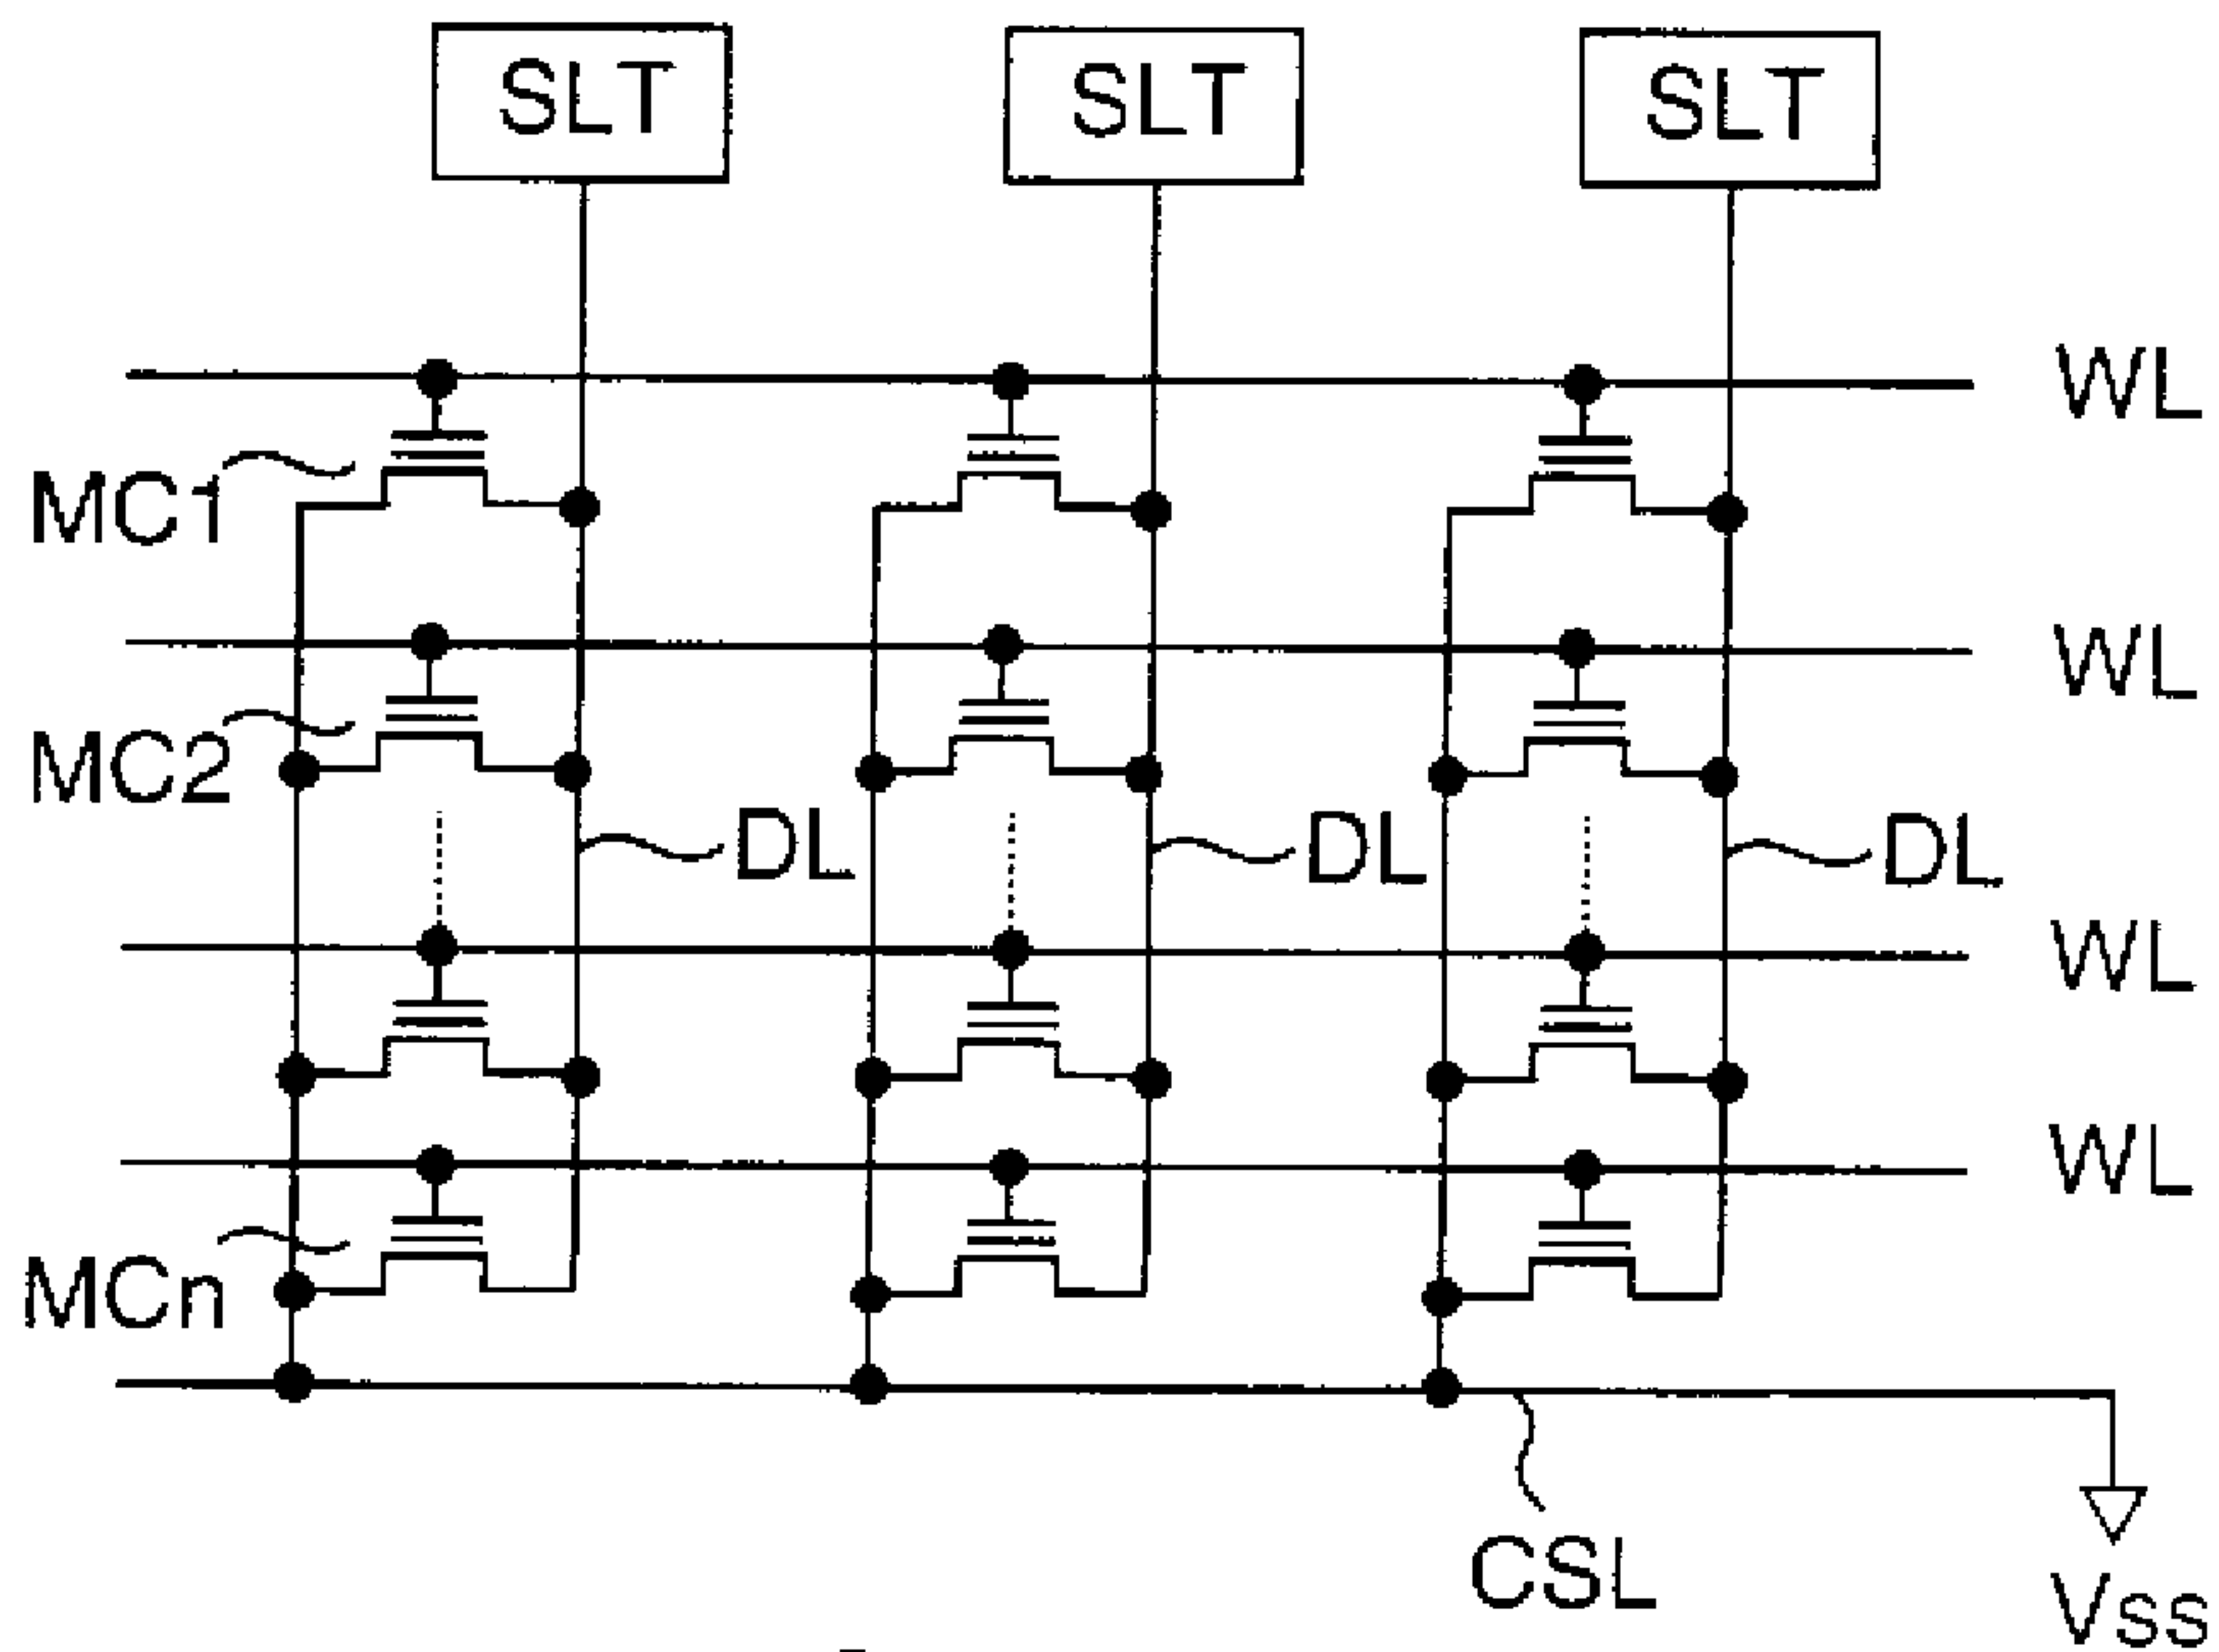 SLT SLT SLT
WL
MC1
WL
MC2
DL DL DL
WL
WL
MCn
CSL
Vss